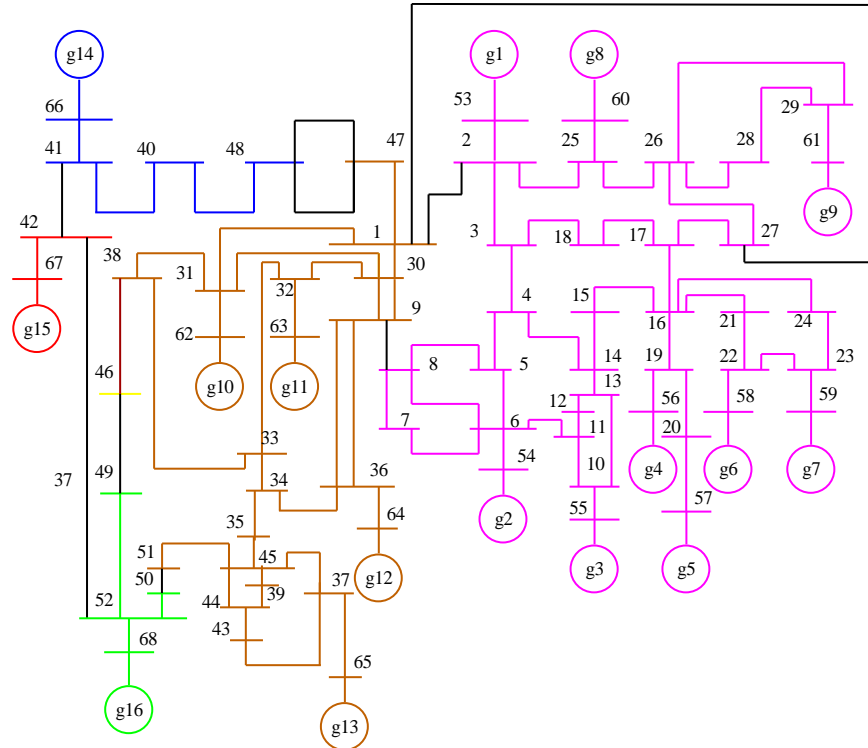 g14 g1 g8
66 53 60 29
41 40 48 47 2 25 26 28 61
42 1 3 18 17 27 g9
67 38 31 32 30
g15 62 63 9 4 15 16 21 24
46 g10 g11 8 5 14 19 22 23
7 6 12 13 56 58 59
33 11 20
37 49 34 36 54 10 g4 g6 g7
35 64 g2 55 57
51 45 g12 g3 g5
50 39 37
52 44
43
68 65
g16 g13